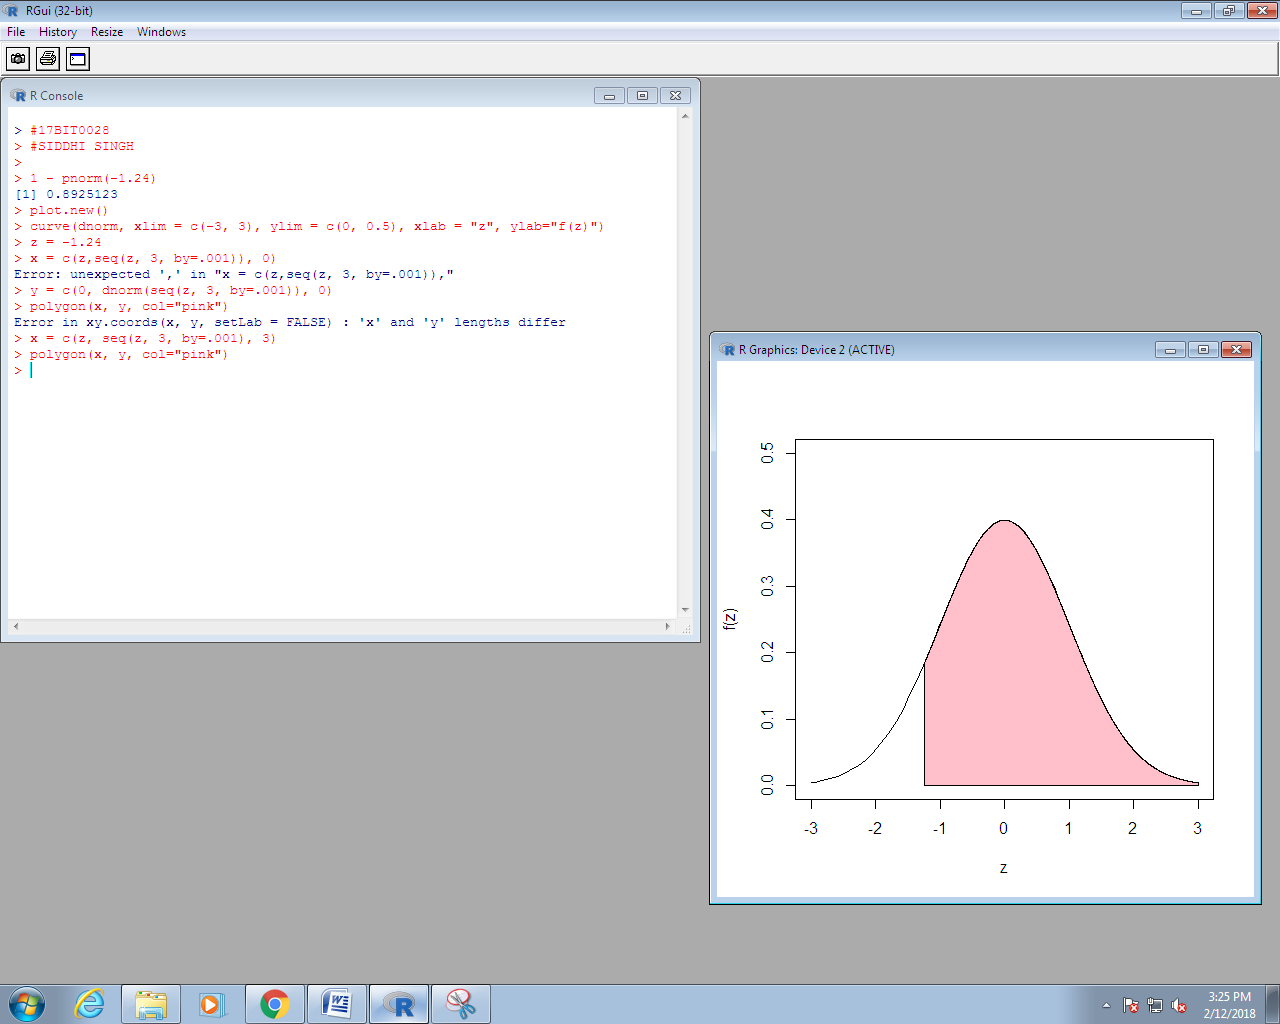 RGui (32-bit)
File History Resize Windows
R Console
> #17BIT0028
> #SIDDHI SINGH
>
> 1 - pnorm(-1.24)
[1] 0.8925123
> plot.new()
> curve(dnorm, xlim = c(-3, 3), ylim = c(0, 0.5), xlab = "z", ylab="f(z)")
> z = -1.24
> x = c(z,seq(z, 3, by=.001)), 0)
Error: unexpected ',' in "x = c(z,seq(z, 3, by=.001)),"
> y = c(0, dnorm(seq(z, 3, by=.001)), 0)
> polygon(x, y, col="pink")
Error in xy.coords(x, y, setLab = FALSE) : 'x' and 'y' lengths differ
> x = c(z, seq(z, 3, by=.001), 3)
> polygon(x, y, col="pink")
>
R Graphics: Device 2 (ACTIVE)
0.5
0.4
0.3
0.2
0.1
0.0
f(z)
-3 -2 -1 0 1 2 3
z
3:25 PM
2/12/2018